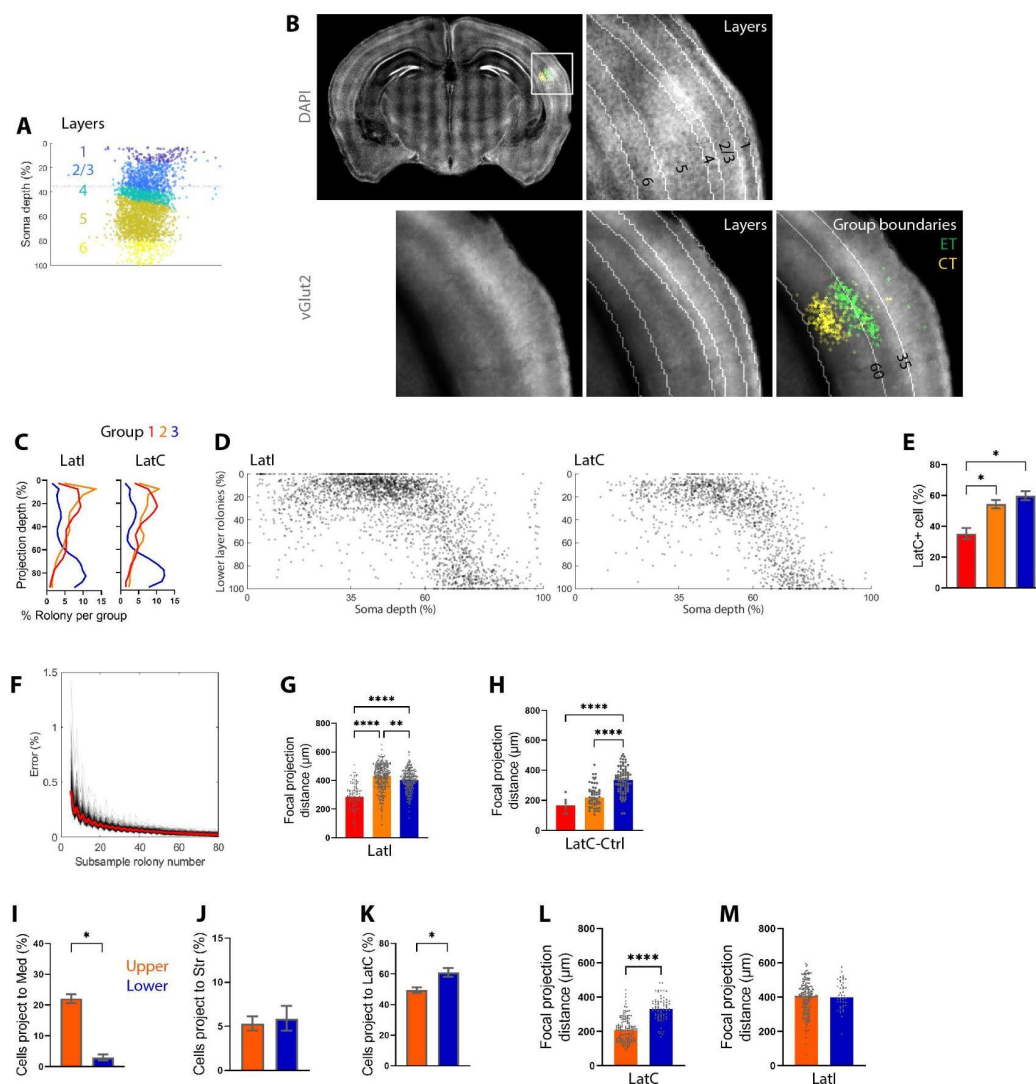 A
Layers
Soma depth (%)
0
20
40
60
80
100
1
2/3
4
5
6
B
DAPI
Layers
1
2/3
4
5
6
vGlut2
Layers
Group boundaries
ET
CT
60
35
C
Group 1 2 3
LatI
LatC
Projection depth (%)
0
20
40
60
80
0 5 10 15
0 5 10 15
% Rolony per group
D
LatI
LatC
Lower layer rolonies (%)
0
20
40
60
80
100
0
20
40
60
80
100
35 60 100
35 60 100
Soma depth (%)
Soma depth (%)
E
LatC+ cell (%)
80
60
40
20
0
*
*
F
Error (%)
1.5
1
0.5
0
0 20 40 60 80
Subsample rolony number
G
Focal projection
distance (μm)
800
600
400
200
0
****
**** **
LatI
H
Focal projection
distance (μm)
800
600
400
200
0
****
****
LatC-Ctrl
I
Cells project to Med (%)
40
30
20
10
0
*
Upper
Lower
J
Cells project to Str (%)
15
10
5
0
K
Cells project to LatC (%)
80
60
40
20
0
*
L
Focal projection
distance (μm)
800
600
400
200
0
****
LatC
M
Focal projection
distance (μm)
800
600
400
200
0
LatI